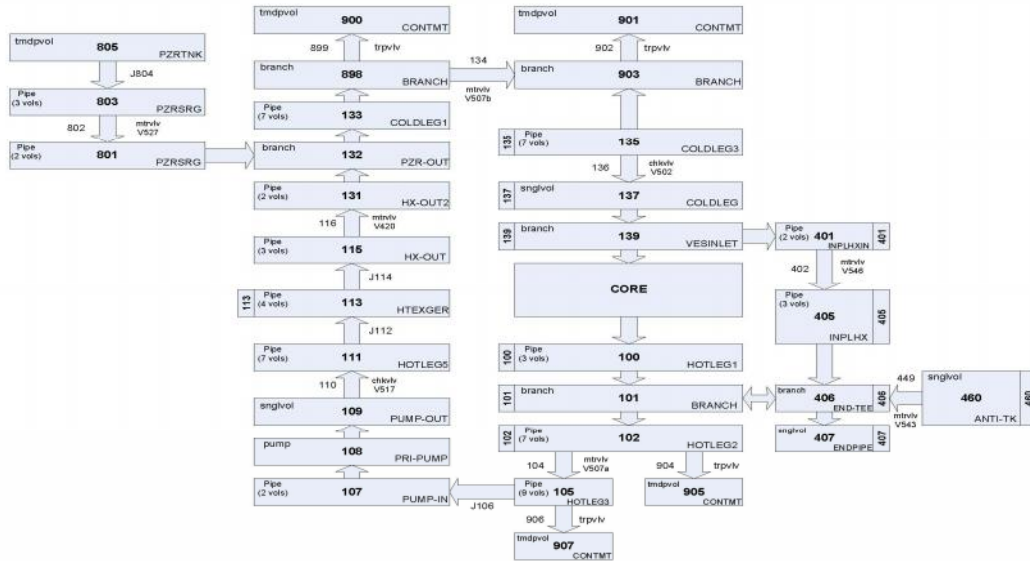 tmdpvol
805
PZRTNK
J804
Pipe
(3 vols)
803
PZRSRG
802
mtrvlv
V527
Pipe
(2 vols)
801
PZRSRG
tmdpvol
900
CONTMT
899
trpvlv
branch
898
BRANCH
134
mtrvlv
V507b
Pipe
(7 vols)
133
COLDLEG1
branch
132
PZR-OUT
Pipe
(2 vols)
131
HX-OUT2
116
mtrvlv
V420
Pipe
(3 vols)
115
HX-OUT
J114
113
Pipe
(4 vols)
113
HTEXGER
J112
Pipe
(7 vols)
111
HOTLEG5
110
chkvlv
V517
snglvol
109
PUMP-OUT
pump
108
PRI-PUMP
Pipe
(2 vols)
107
PUMP-IN
J106
tmdpvol
901
CONTMT
902
trpvlv
branch
903
BRANCH
135
Pipe
(7 vols)
135
COLDLEG3
136
chkvlv
V502
137
snglvol
137
COLDLEG
139
branch
139
VESINLET
CORE
100
Pipe
(3 vols)
100
HOTLEG1
101
branch
101
BRANCH
102
Pipe
(7 vols)
102
HOTLEG2
104
mtrvlv
V507a
904
trpvlv
Pipe
(9 vols)
105
HOTLEG3
tmdpvol
905
CONTMT
906
trpvlv
tmdpvol
907
CONTMT
Pipe
(2 vols)
401
INPLHXIN
401
402
mtrvlv
V546
Pipe
(3 vols)
405
INPLHX
405
branch
406
END-TEE
406
449
mtrvlv
V543
snglvol
460
ANTI-TK
460
snglvol
407
ENDPIPE
407